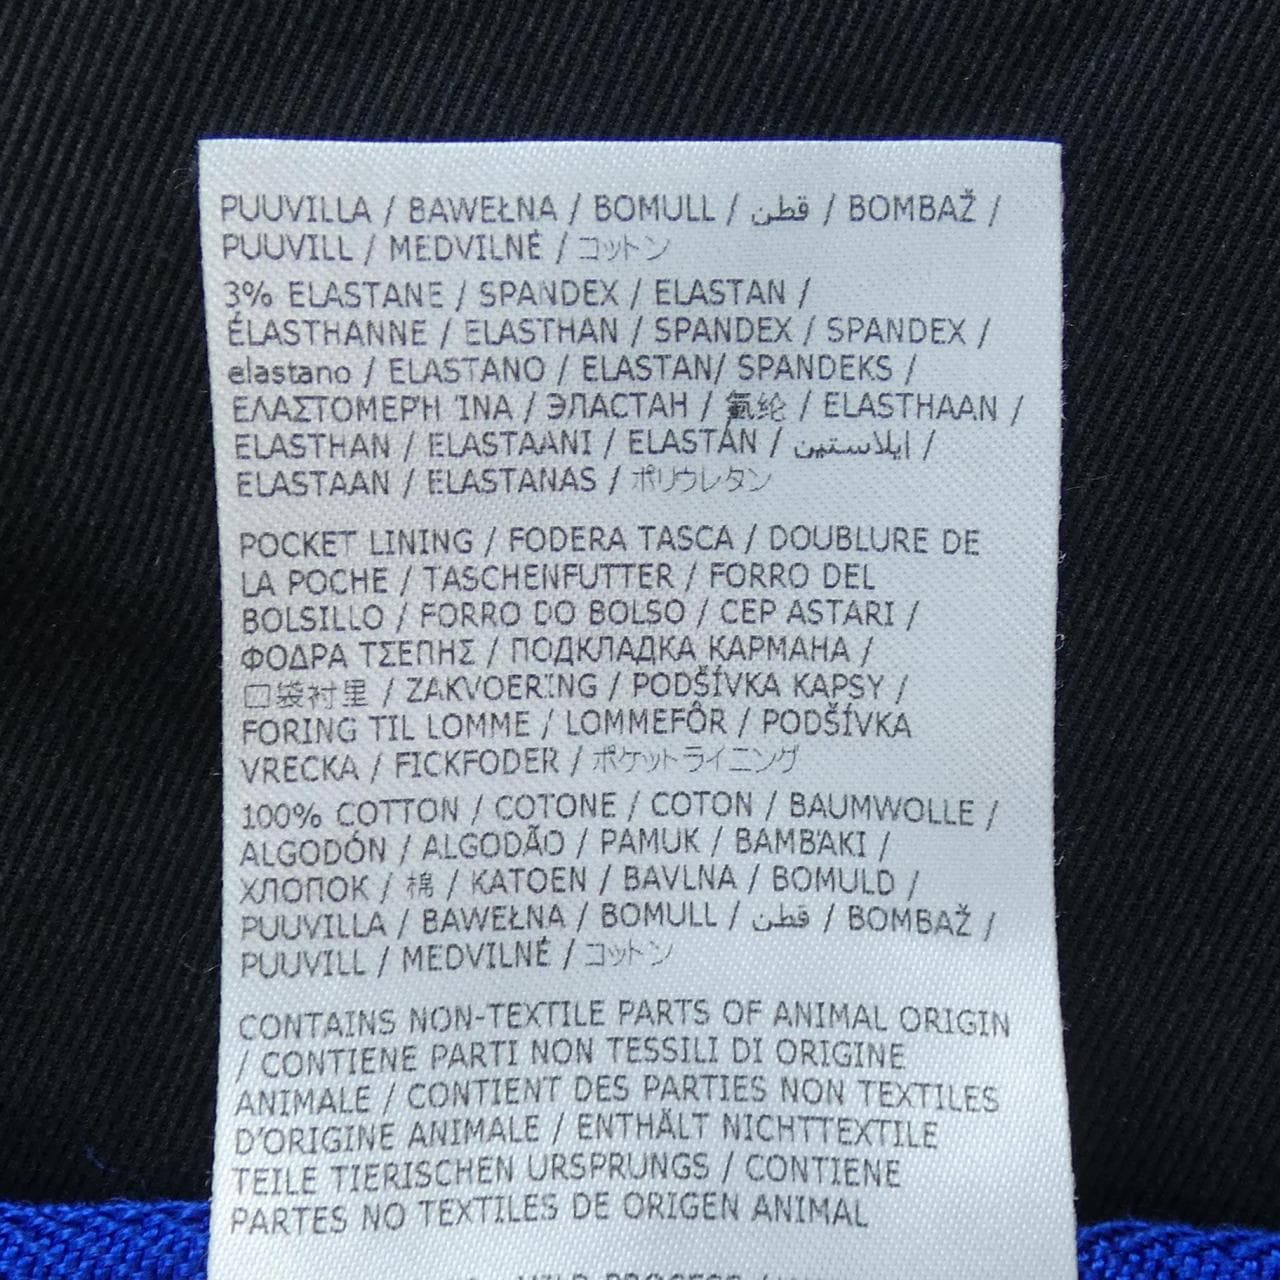 PUUVILLA / BAWEŁNA / BOMULL / قطن / BOMBAŽ /
PUUVILL / MEDVILNĖ / コットン
3% ELASTANE / SPANDEX / ELASTAN /
ÉLASTHANNE / ELASTHAN / SPANDEX / SPANDEX /
elastano / ELASTANO / ELASTAN/ SPANDEKS /
ΕΛΑΣΤΟΜΕΡΉ ΊΝΑ / ЭЛАСТАН / 氨纶 / ELASTHAAN /
ELASTHAN / ELASTAANI / ELASTÁN / ايلاستين /
ELASTAAN / ELASTANAS / ポリウレタン
POCKET LINING / FODERA TASCA / DOUBLURE DE
LA POCHE / TASCHENFUTTER / FORRO DEL
BOLSILLO / FORRO DO BOLSO / CEP ASTARI /
ΦΟΔΡΑ ΤΣΕΠΗΣ / ПОДКЛАДКА КАРМАНА /
口袋衬里 / ZAKVOERING / PODŠÍVKA KAPSY /
FORING TIL LOMME / LOMMEFÔR / PODŠÍVKA
VRECKA / FICKFODER / ポケットライニング
100% COTTON / COTONE / COTON / BAUMWOLLE /
ALGODÓN / ALGODÃO / PAMUK / ΒΑΜΒΆΚΙ /
ХЛОПОК / 棉 / KATOEN / BAVLNA / BOMULD /
PUUVILLA / BAWEŁNA / BOMULL / قطن / BOMBAŽ /
PUUVILL / MEDVILNĖ / コットン
CONTAINS NON-TEXTILE PARTS OF ANIMAL ORIGIN
/ CONTIENE PARTI NON TESSILI DI ORIGINE
ANIMALE / CONTIENT DES PARTIES NON TEXTILES
D'ORIGINE ANIMALE / ENTHÄLT NICHTTEXTILE
TEILE TIERISCHEN URSPRUNGS / CONTIENE
PARTES NO TEXTILES DE ORIGEN ANIMAL